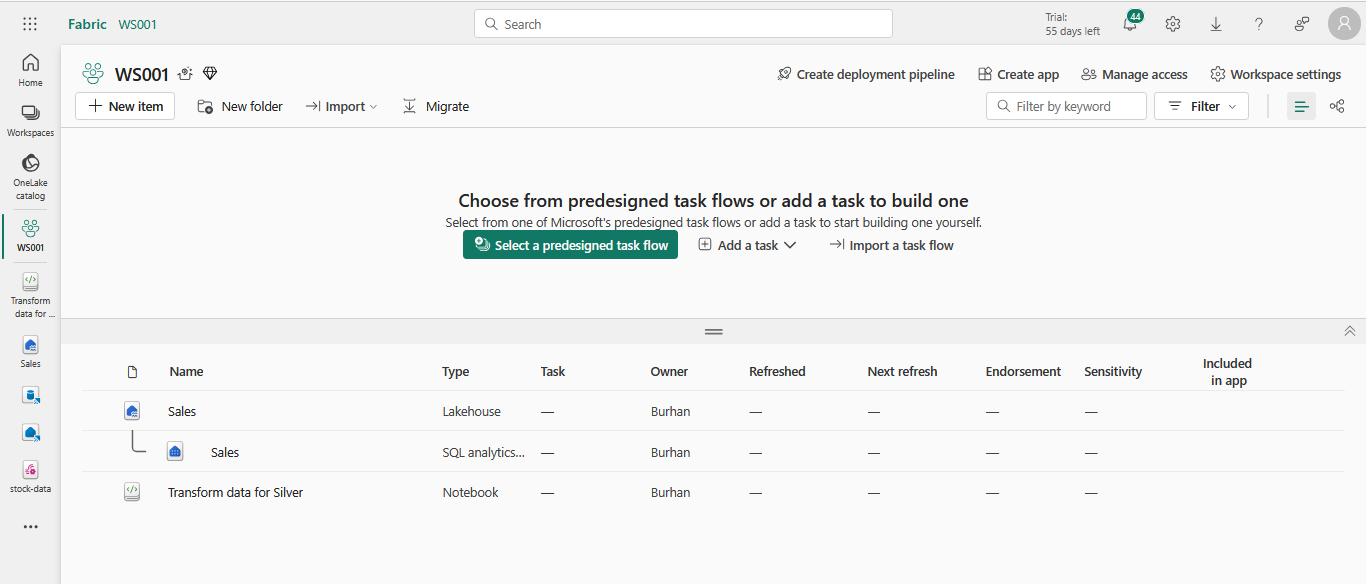 Fabric WS001
Search
Trial:
55 days left
44
?
Home
Workspaces
OneLake
catalog
WS001
Transform
data for ...
Sales
stock-data
WS001
Create deployment pipeline
Create app
Manage access
Workspace settings
New item
New folder
Import
Migrate
Filter by keyword
Filter
Choose from predesigned task flows or add a task to build one
Select from one of Microsoft's predesigned task flows or add a task to start building one yourself.
Select a predesigned task flow
Add a task
Import a task flow
Name Type Task Owner Refreshed Next refresh Endorsement Sensitivity Included
in app
Sales Lakehouse — Burhan — — — —
Sales SQL analytics... — Burhan — — — —
Transform data for Silver Notebook — Burhan — — — —